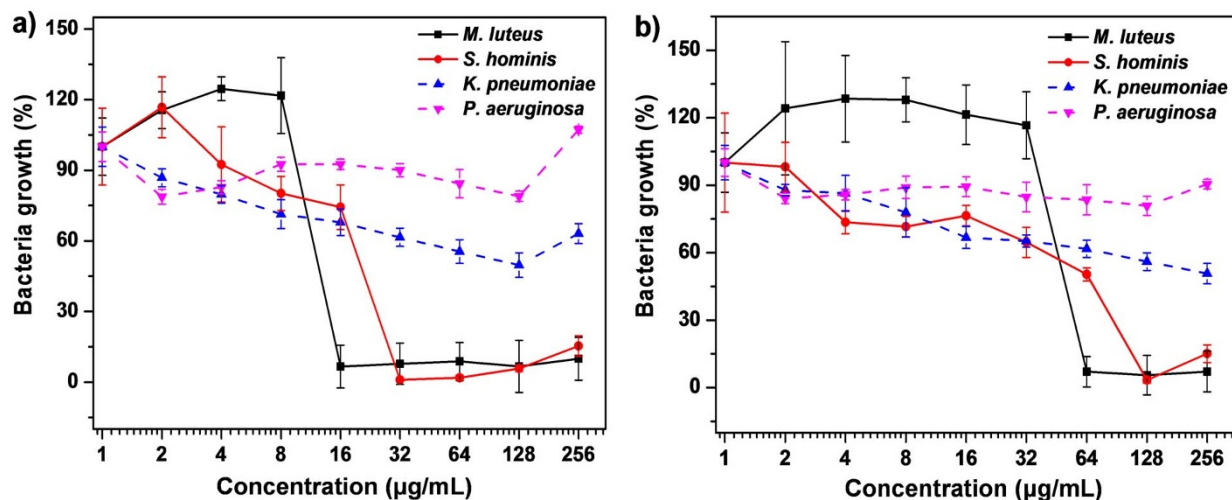 a)
M. luteus
S. hominis
K. pneumoniae
P. aeruginosa
150
120
90
60
30
0
Bacteria growth (%)
1 2 4 8 16 32 64 128 256
Concentration (µg/mL)
b)
M. luteus
S. hominis
K. pneumoniae
P. aeruginosa
150
120
90
60
30
0
Bacteria growth (%)
1 2 4 8 16 32 64 128 256
Concentration (µg/mL)